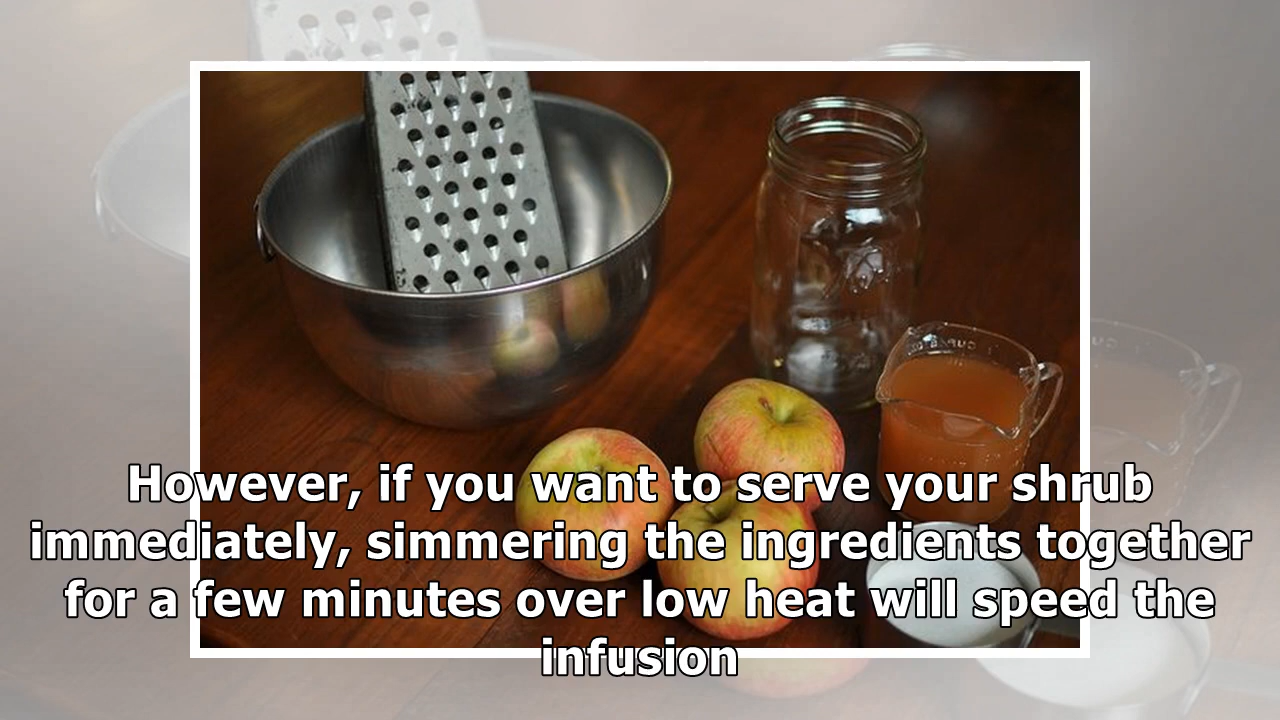 However, if you want to serve your shrub
immediately, simmering the ingredients together
for a few minutes over low heat will speed the
infusion